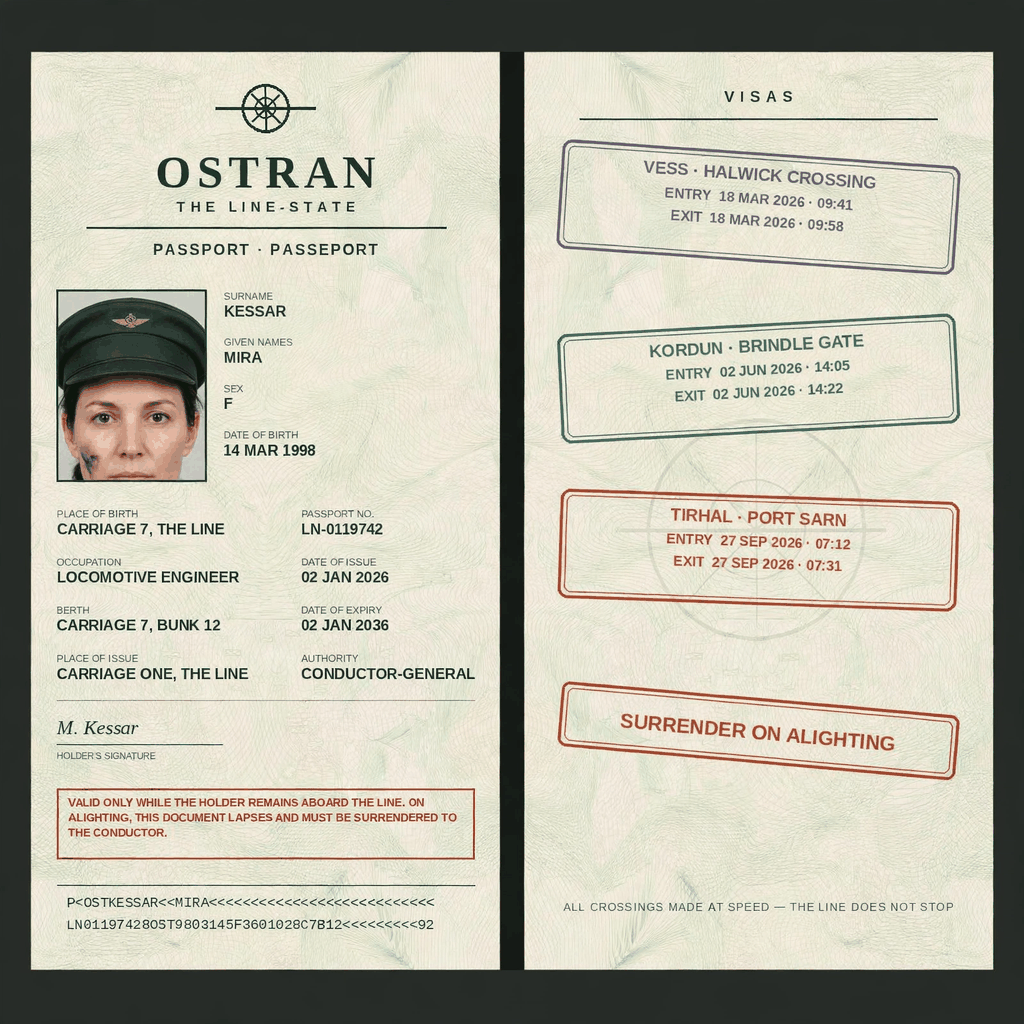 OSTRAN
THE LINE-STATE
PASSPORT · PASSEPORT
SURNAME
KESSAR
GIVEN NAMES
MIRA
SEX
F
DATE OF BIRTH
14 MAR 1998
PLACE OF BIRTH
CARRIAGE 7, THE LINE
PASSPORT NO.
LN-0119742
OCCUPATION
LOCOMOTIVE ENGINEER
DATE OF ISSUE
02 JAN 2026
BERTH
CARRIAGE 7, BUNK 12
DATE OF EXPIRY
02 JAN 2036
PLACE OF ISSUE
CARRIAGE ONE, THE LINE
AUTHORITY
CONDUCTOR-GENERAL
M. Kessar
HOLDER'S SIGNATURE
VALID ONLY WHILE THE HOLDER REMAINS ABOARD THE LINE. ON
ALIGHTING, THIS DOCUMENT LAPSES AND MUST BE SURRENDERED TO
THE CONDUCTOR.
P<OSTKESSAR<<MIRA<<<<<<<<<<<<<<<<<<<<<<<<<<<
LN01197428OST9803145F3601028C7B12<<<<<<<<<92
VISAS
VESS · HALWICK CROSSING
ENTRY 18 MAR 2026 · 09:41
EXIT 18 MAR 2026 · 09:58
KORDUN · BRINDLE GATE
ENTRY 02 JUN 2026 · 14:05
EXIT 02 JUN 2026 · 14:22
TIRHAL · PORT SARN
ENTRY 27 SEP 2026 · 07:12
EXIT 27 SEP 2026 · 07:31
SURRENDER ON ALIGHTING
ALL CROSSINGS MADE AT SPEED — THE LINE DOES NOT STOP